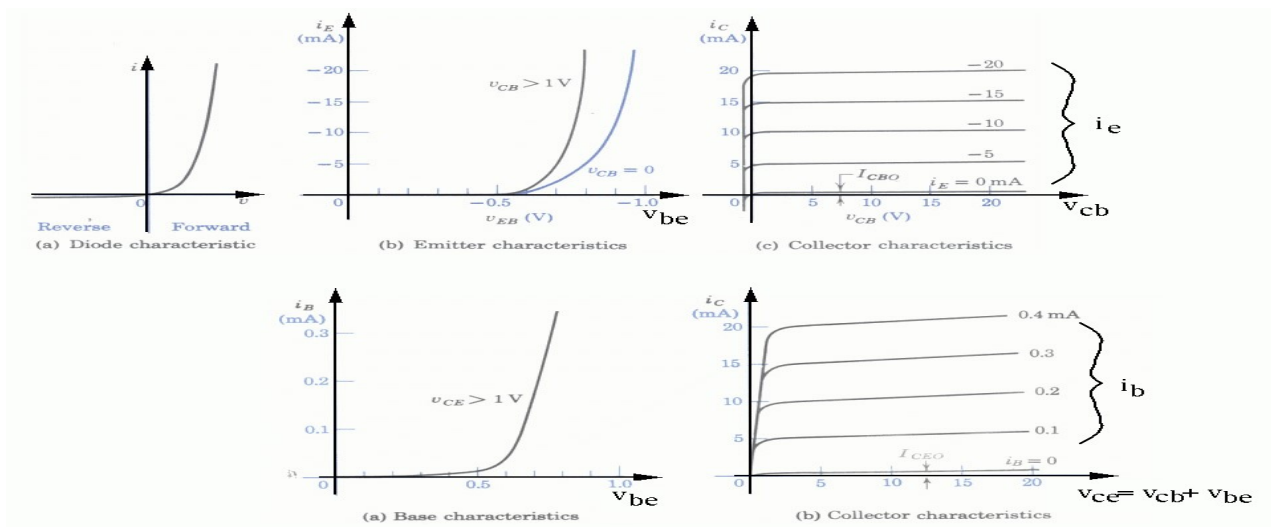 i
0
v
Reverse Forward
(a) Diode characteristic
i_E
(mA)
−20
−15
−10
−5
0
−0.5
−1.0
v_CB > 1 V
v_CB = 0
v_EB (V)
v_be
(b) Emitter characteristics
i_C
(mA)
20
15
10
5
0
5
10
15
20
−20
−15
−10
−5
i_E = 0 mA
I_CBO
v_CB (V)
i_e
v_cb
(c) Collector characteristics
i_B
(mA)
0.3
0.2
0.1
0
0.5
1.0
v_CE > 1 V
v_be
(a) Base characteristics
i_C
(mA)
20
15
10
5
0
5
10
15
20
0.4 mA
0.3
0.2
0.1
i_B = 0
I_CEO
i_b
v_ce = v_cb + v_be
(b) Collector characteristics